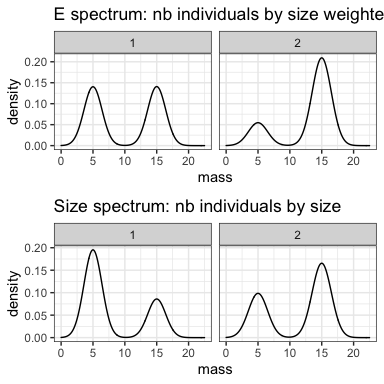 E spectrum: nb individuals by size weighte
1 2
0.20
0.15
0.10
0.05
0.00
density
0 5 10 15 20 0 5 10 15 20
mass
Size spectrum: nb individuals by size
1 2
0.20
0.15
0.10
0.05
0.00
density
0 5 10 15 20 0 5 10 15 20
mass